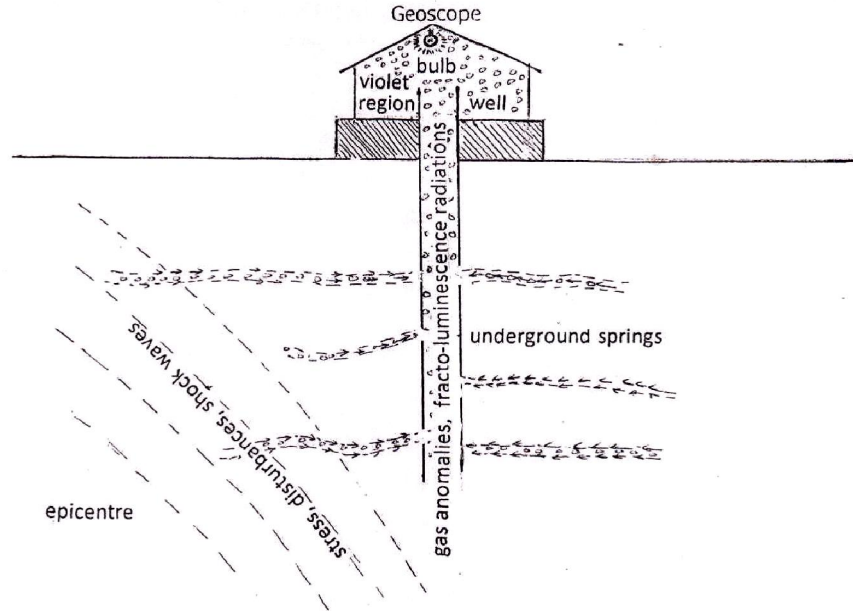 Geoscope
bulb
violet
region
well
gas anomalies, fracto-luminescence radiations
underground springs
stress, disturbances, shock waves
epicentre